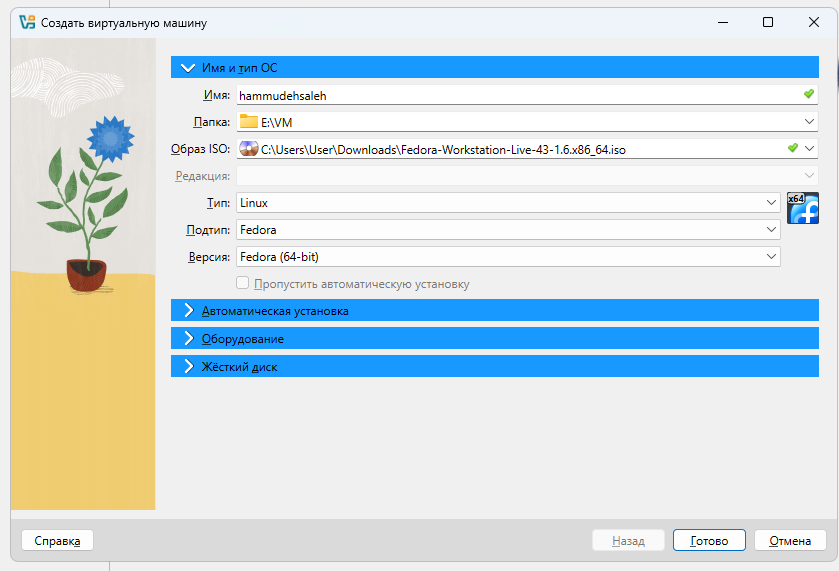 Создать виртуальную машину
Имя и тип ОС
Имя: hammudehsaleh
Папка: E:\VM
Образ ISO: C:\Users\User\Downloads\Fedora-Workstation-Live-43-1.6.x86_64.iso
Редакция:
Тип: Linux
x64
Подтип: Fedora
Версия: Fedora (64-bit)
Пропустить автоматическую установку
Автоматическая установка
Оборудование
Жёсткий диск
Справка Назад Готово Отмена